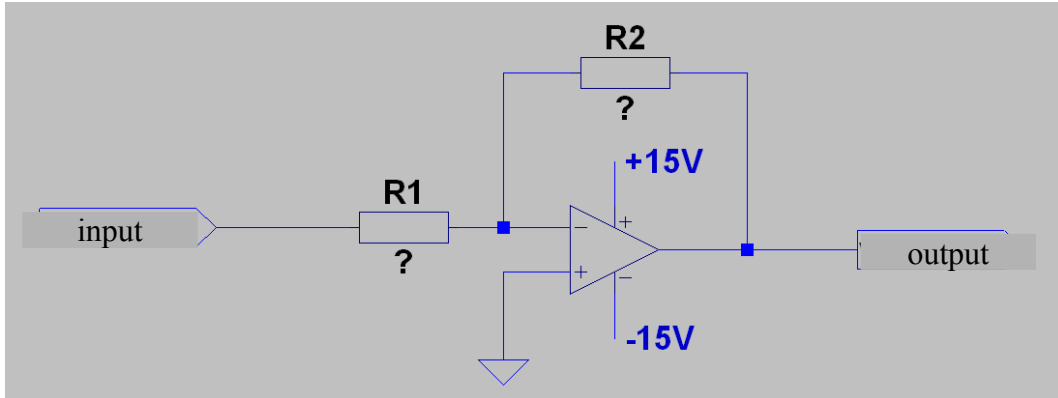 R2
?
+15V
R1
?
input
−
+
+
−
output
-15V